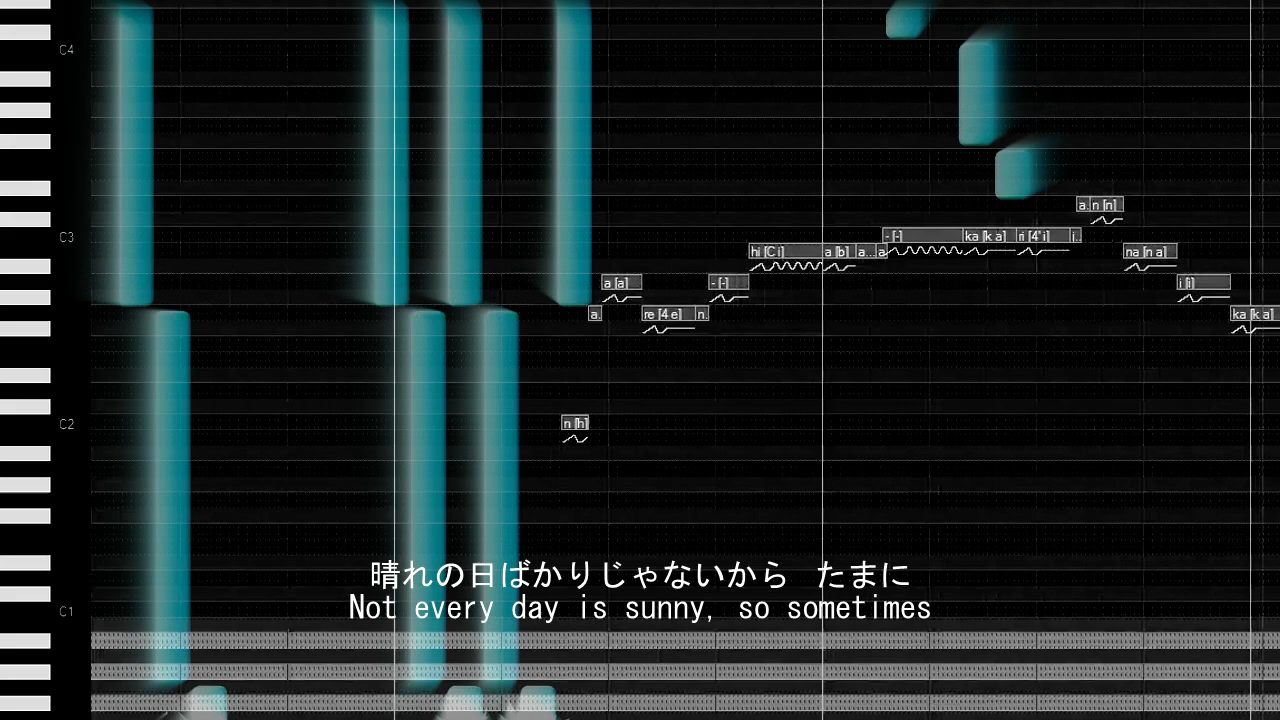 C4
a. n [n]
C3
- [-] ka [k a] ri [4' i] i..
hi [C i] a [b] a... a na [n a]
a [a] - [-] i [i]
a. re [4 e] n. ka [k a]
C2
n [h]
晴れの日ばかりじゃないから たまに
Not every day is sunny, so sometimes
C1